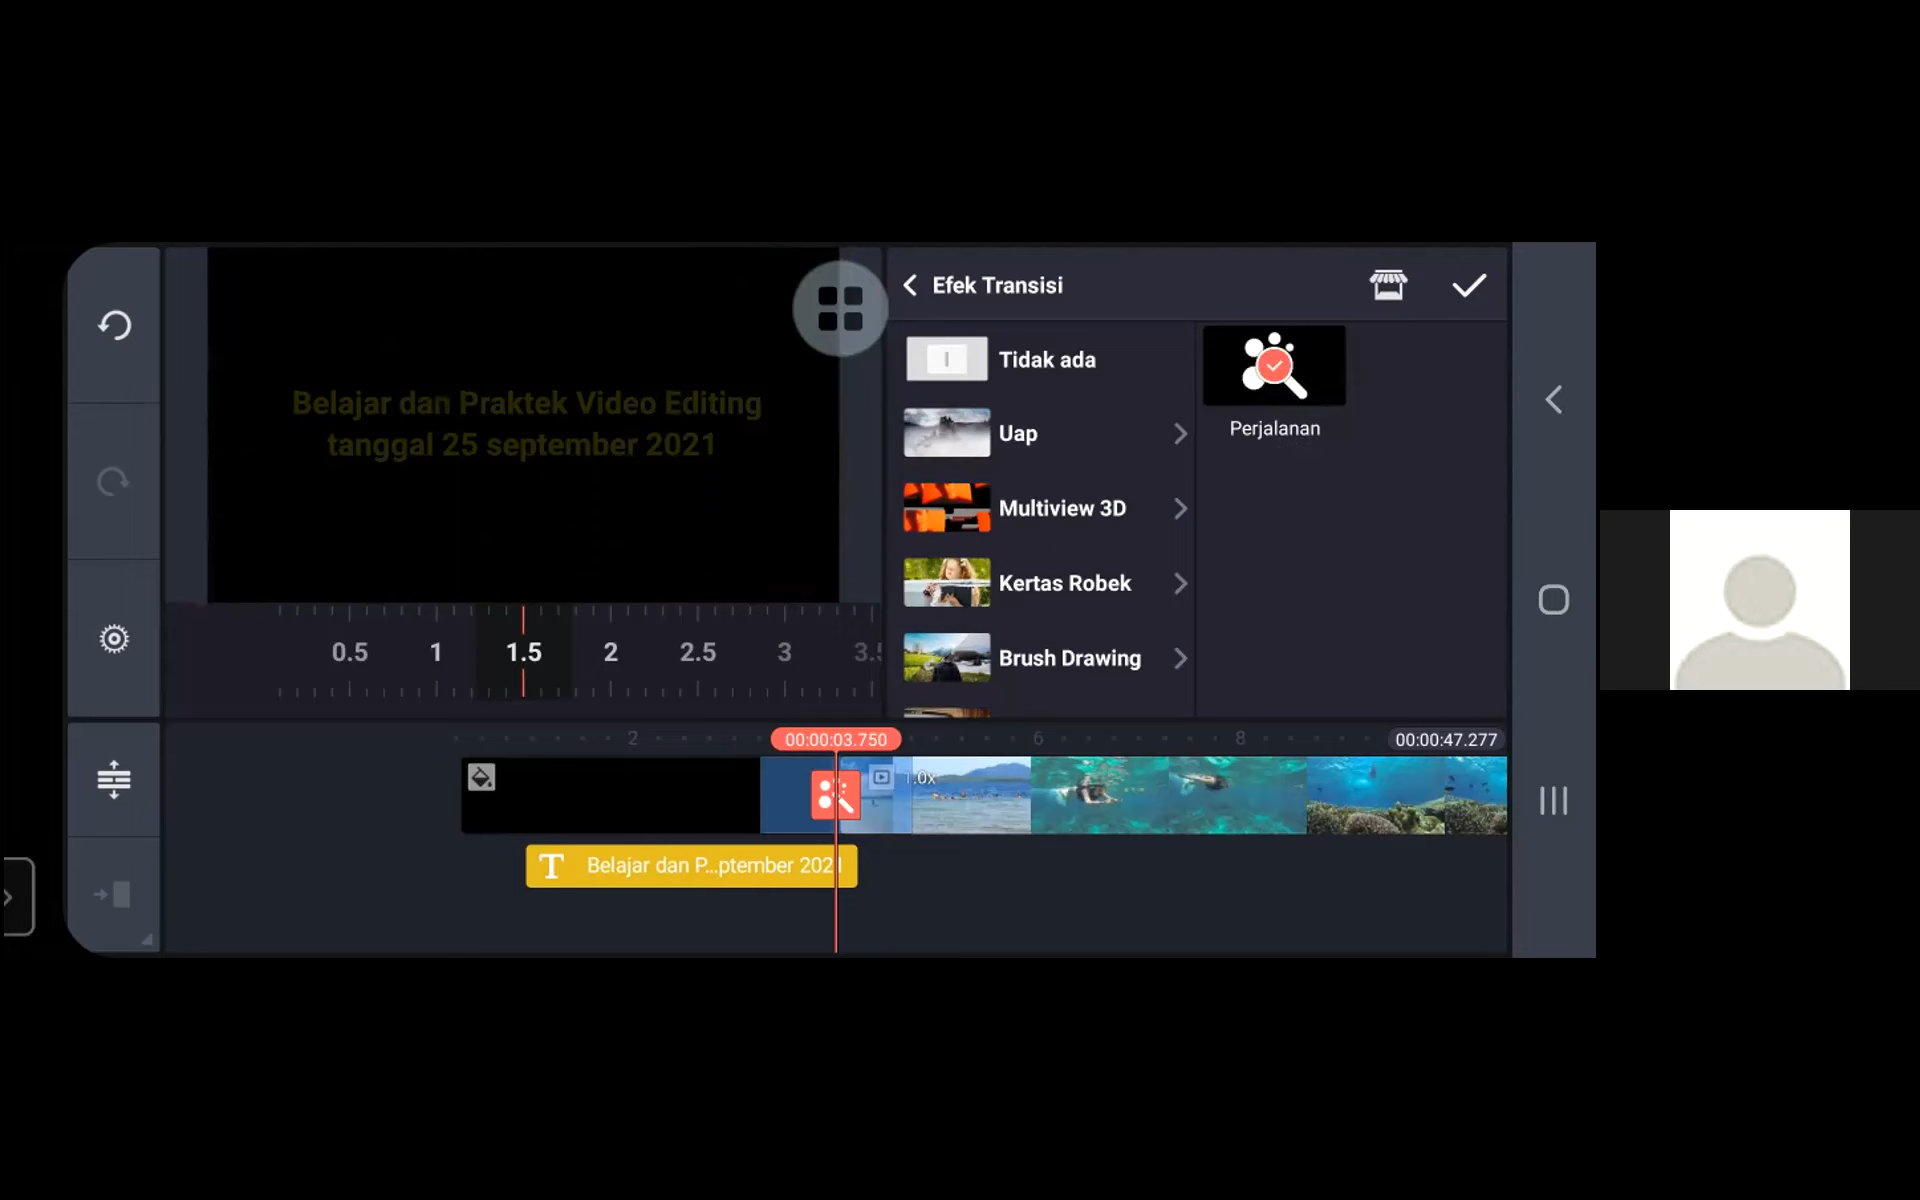 Belajar dan Praktek Video Editing
tanggal 25 september 2021
Efek Transisi
Tidak ada
Uap
Multiview 3D
Kertas Robek
Brush Drawing
Perjalanan
0.5 1 1.5 2 2.5 3 3.5
2 00:00:03.750 6 8 00:00:47.277
1.0x
T Belajar dan P...ptember 2021